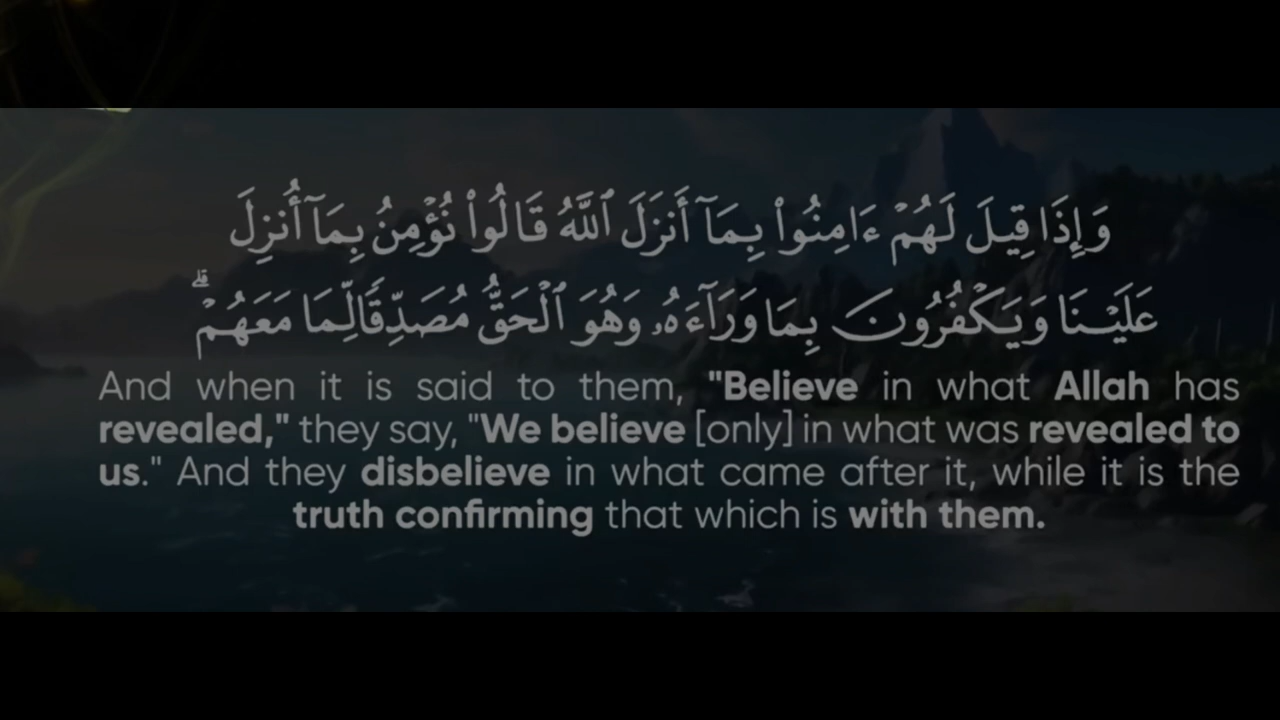 وَإِذَا قِيلَ لَهُمۡ ءَامِنُواْ بِمَآ أَنزَلَ ٱللَّهُ قَالُواْ نُؤۡمِنُ بِمَآ أُنزِلَ
عَلَيۡنَا وَيَكۡفُرُونَ بِمَا وَرَآءَهُۥ وَهُوَ ٱلۡحَقُّ مُصَدِّقٗا لِّمَا مَعَهُمۡۗ
And when it is said to them, "Believe in what Allah has
revealed," they say, "We believe [only] in what was revealed to
us." And they disbelieve in what came after it, while it is the
truth confirming that which is with them.